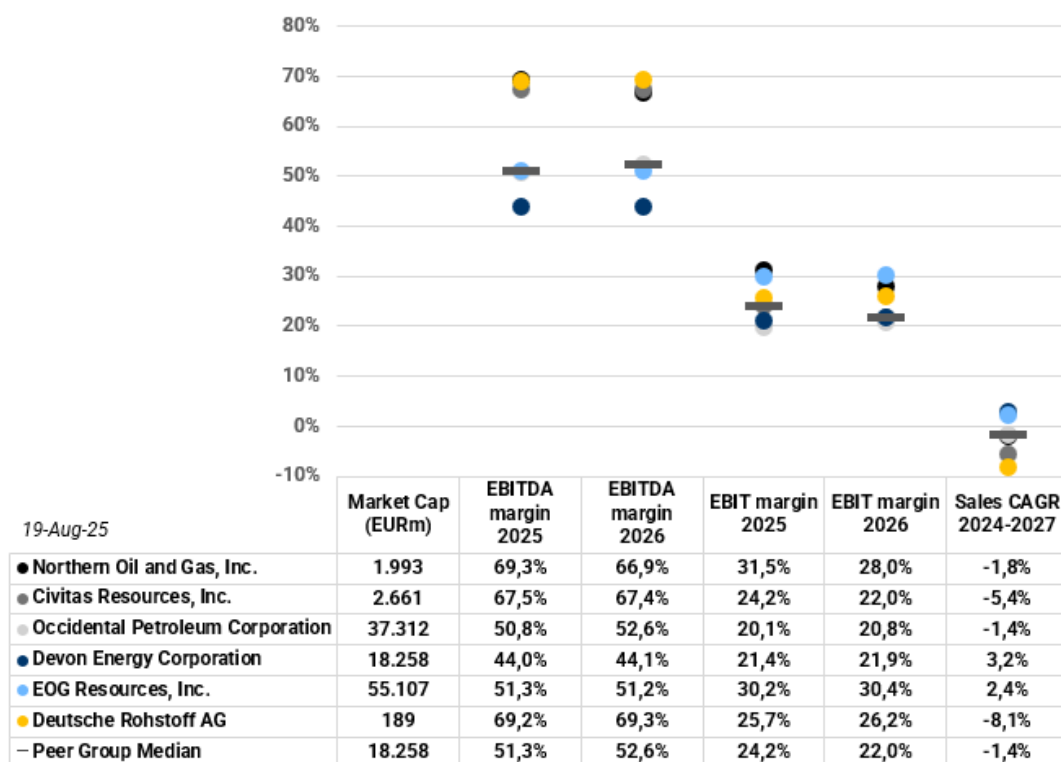 80%
70%
60%
50%
40%
30%
20%
10%
0%
-10%
19-Aug-25 Market Cap (EURm) EBITDA margin 2025 EBITDA margin 2026 EBIT margin 2025 EBIT margin 2026 Sales CAGR 2024-2027
Northern Oil and Gas, Inc. 1.993 69,3% 66,9% 31,5% 28,0% -1,8%
Civitas Resources, Inc. 2.661 67,5% 67,4% 24,2% 22,0% -5,4%
Occidental Petroleum Corporation 37.312 50,8% 52,6% 20,1% 20,8% -1,4%
Devon Energy Corporation 18.258 44,0% 44,1% 21,4% 21,9% 3,2%
EOG Resources, Inc. 55.107 51,3% 51,2% 30,2% 30,4% 2,4%
Deutsche Rohstoff AG 189 69,2% 69,3% 25,7% 26,2% -8,1%
Peer Group Median 18.258 51,3% 52,6% 24,2% 22,0% -1,4%